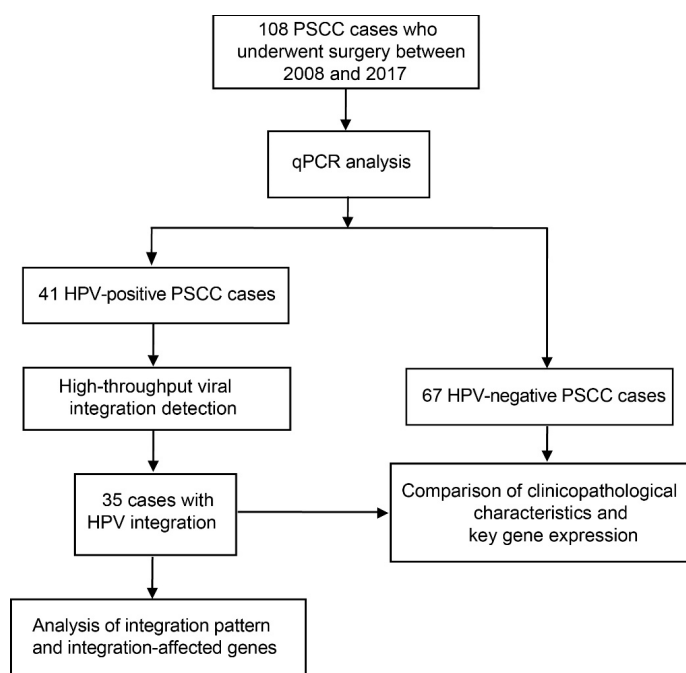 108 PSCC cases who
underwent surgery between
2008 and 2017
qPCR analysis
41 HPV-positive PSCC cases
High-throughput viral
integration detection
67 HPV-negative PSCC cases
35 cases with
HPV integration
Comparison of clinicopathological
characteristics and
key gene expression
Analysis of integration pattern
and integration-affected genes